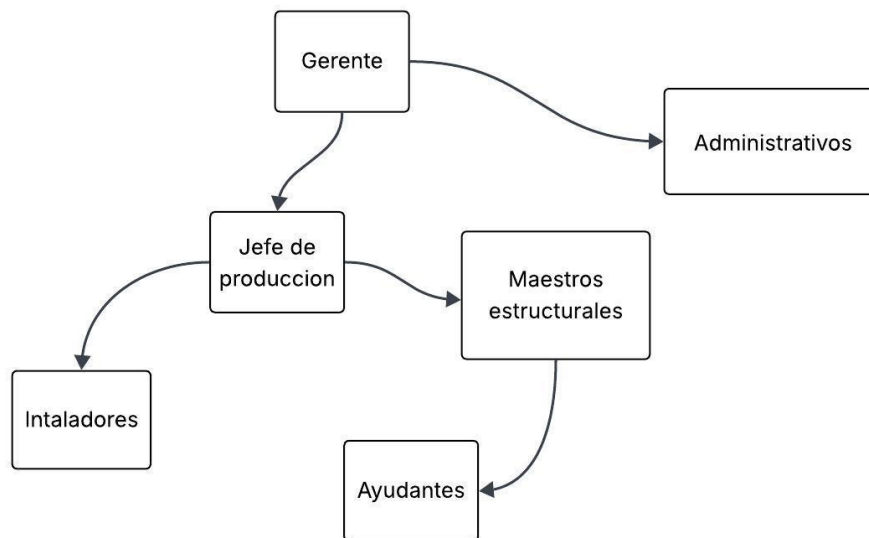 Gerente
Administrativos
Jefe de
produccion
Maestros
estructurales
Intaladores
Ayudantes